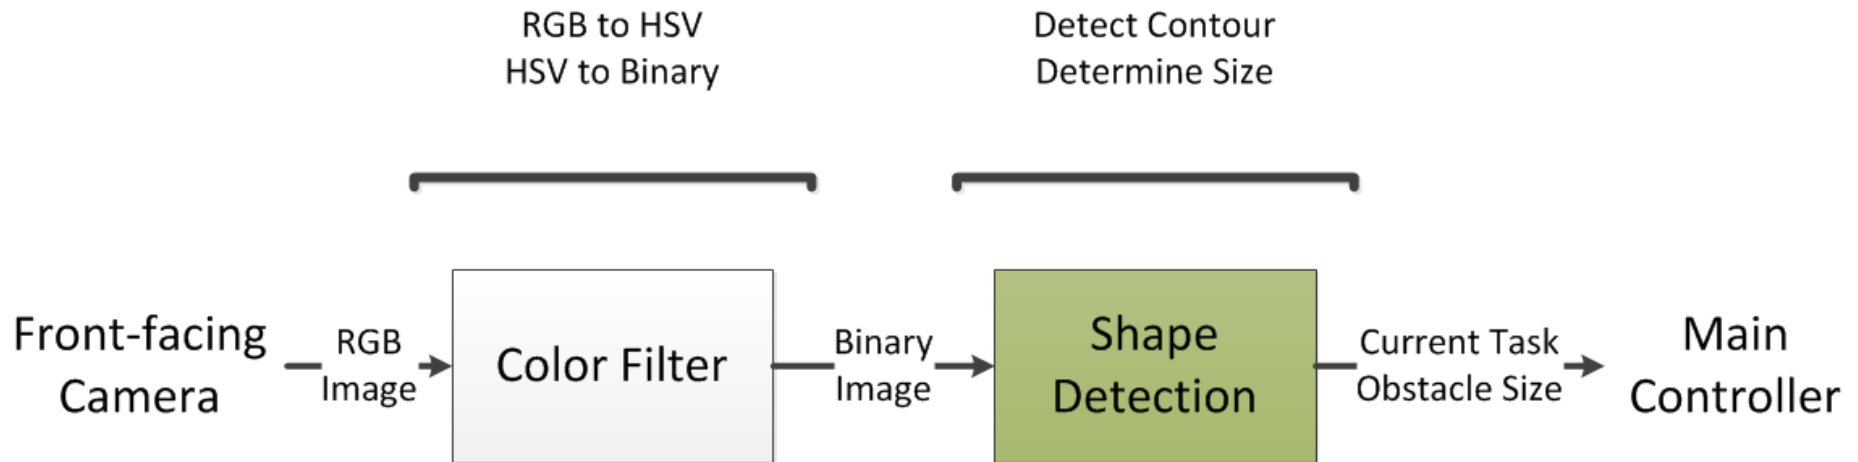 RGB to HSV
HSV to Binary
Detect Contour
Determine Size
Front-facing
Camera
RGB
Image
Color Filter
Binary
Image
Shape
Detection
Current Task
Obstacle Size
Main
Controller